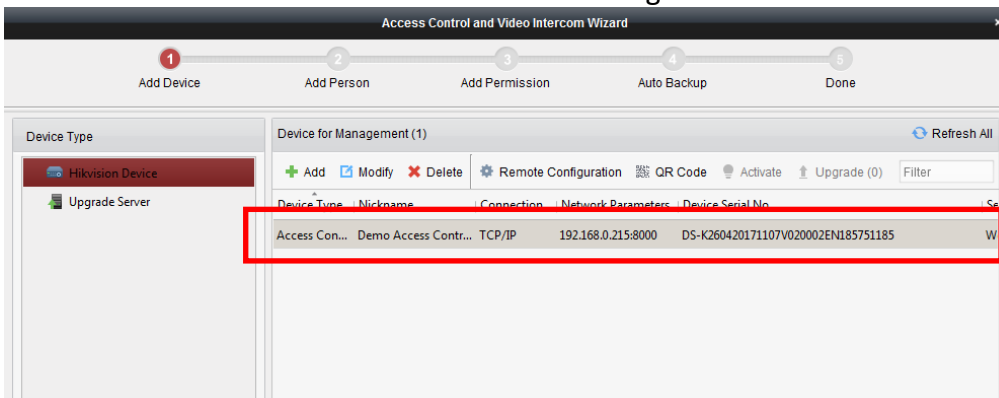 Access Control and Video Intercom Wizard
1 2 3 4 5
Add Device Add Person Add Permission Auto Backup Done
Device Type
Device for Management (1) Refresh All
Hikvision Device
Upgrade Server
Add Modify Delete Remote Configuration QR Code Activate Upgrade (0) Filter
Device Type Nickname Connection Network Parameters Device Serial No. Se
Access Con... Demo Access Contr... TCP/IP 192.168.0.215:8000 DS-K260420171107V020002EN185751185 W